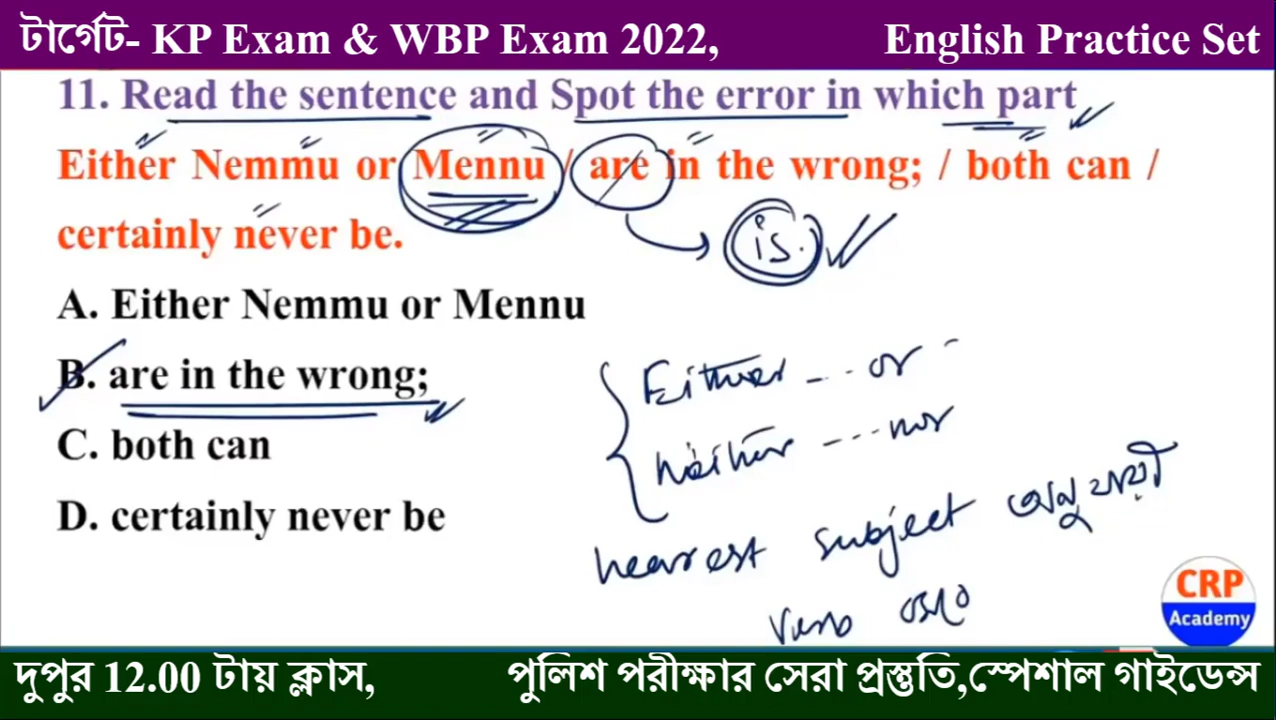 টার্গেট- KP Exam & WBP Exam 2022, English Practice Set
11. Read the sentence and Spot the error in which part
Either Nemmu or Mennu / are in the wrong; / both can /
certainly never be.
is.
A. Either Nemmu or Mennu
B. are in the wrong;
Either --- or
C. both can
Neither --- nor
D. certainly never be
nearest subject অনুযায়ী
Verb বসে
CRP
Academy
দুপুর 12.00 টায় ক্লাস, পুলিশ পরীক্ষার সেরা প্রস্তুতি,স্পেশাল গাইডেন্স